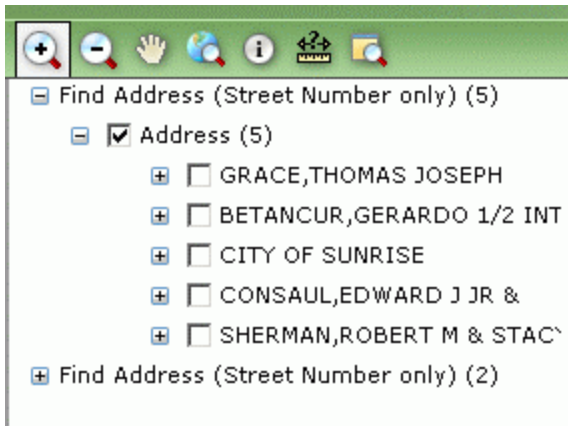 Find Address (Street Number only) (5)
Address (5)
GRACE,THOMAS JOSEPH
BETANCUR,GERARDO 1/2 INT
CITY OF SUNRISE
CONSAUL,EDWARD J JR &
SHERMAN,ROBERT M & STAC
Find Address (Street Number only) (2)